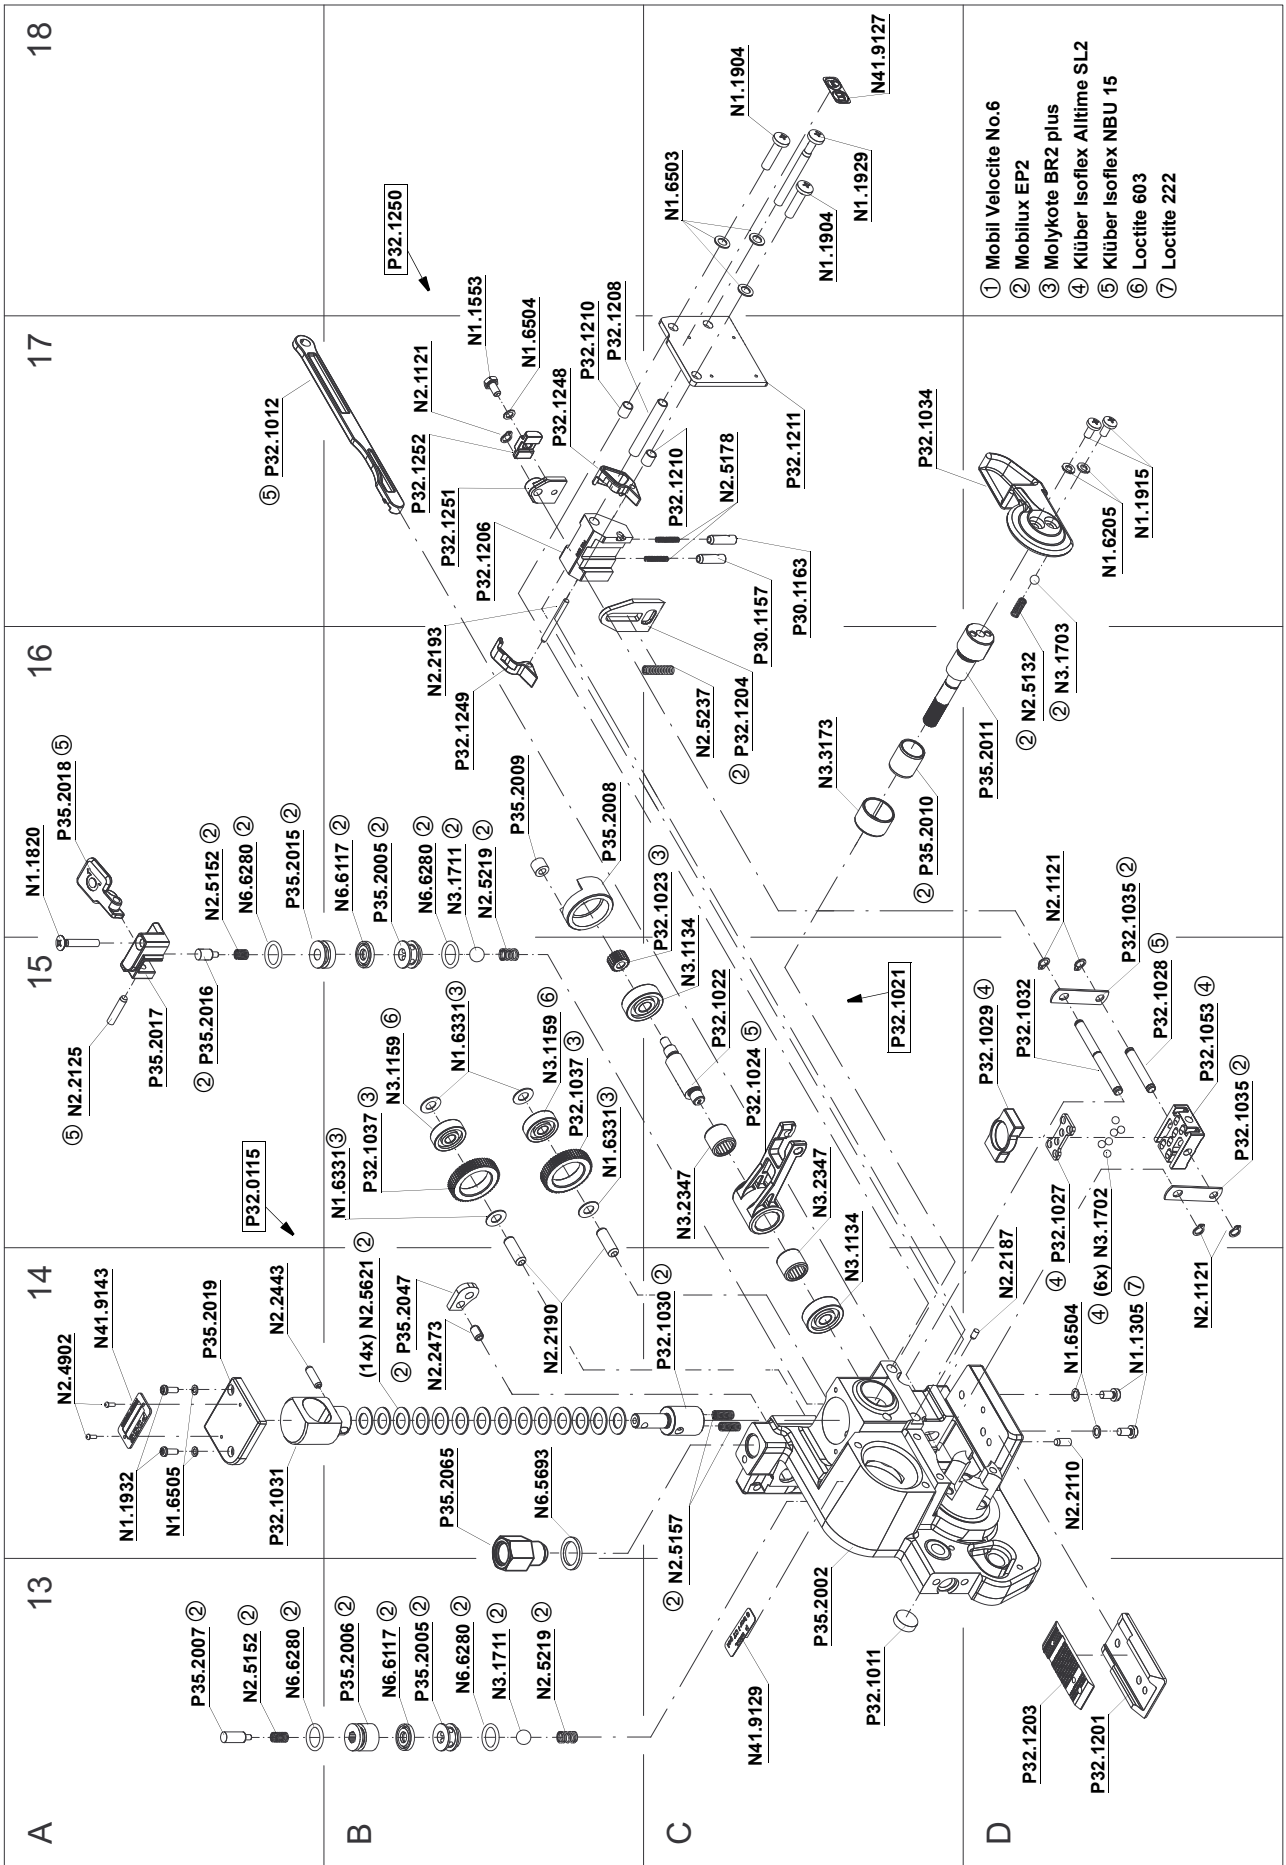 18
17
16
15
14
13
A
B
C
D
N1.1904
N41.9127
N1.6503
N1.1929
N1.1904
P32.1250
① Mobil Velocite No.6
② Mobilux EP2
③ Molykote BR2 plus
④ Klüber Isoflex Alltime SL2
⑤ Klüber Isoflex NBU 15
⑥ Loctite 603
⑦ Loctite 222
⑤ P32.1012
N1.1553
N1.6504
N2.1121
P32.1252
P32.1251
P32.1206
P32.1248
P32.1210
P32.1208
P32.1210
N2.5178
P32.1211
P30.1163
P30.1157
P32.1034
N1.1915
N1.6205
N2.2193
P32.1249
N2.5237
② P32.1204
② N3.1703
② N2.5132
P35.2011
N3.3173
② P35.2010
P35.2009
P35.2008
N1.1820
P35.2018 ⑤
N2.5152 ②
N6.6280 ②
P35.2015 ②
N6.6117 ②
P35.2005 ②
N6.6280 ②
N3.1711 ②
N2.5219 ②
P32.1023 ③
N3.1134
P32.1022
P32.1024 ⑤
⑤ N2.2125
P35.2017
② P35.2016
N3.1159 ⑥
N1.6331 ③
N3.1159 ⑥
P32.1037 ③
N1.6331 ③
P32.1037 ③
N1.6331 ③
N3.2347
N3.2347
N3.1134
P32.1021
P32.1029 ④
P32.1032
N2.1121
P32.1035 ②
P32.1028 ⑤
P32.1053 ④
P32.1035 ②
N2.2187
④ P32.1027
④ (6x) N3.1702
N2.1121
P32.0115
N2.4902
N41.9143
P35.2019
N2.2443
N1.1932
N1.6505
P32.1031
(14x) N2.5621 ②
② P35.2047
N2.2473
N2.2190
P32.1030 ②
P35.2065
N6.5693
② N2.5157
N1.6504
N1.1305 ⑦
N2.2110
P35.2007 ②
N2.5152 ②
N6.6280 ②
P35.2006 ②
N6.6117 ②
P35.2005 ②
N6.6280 ②
N3.1711 ②
N2.5219 ②
N41.9129
P35.2002
P32.1011
P32.1203
P32.1201